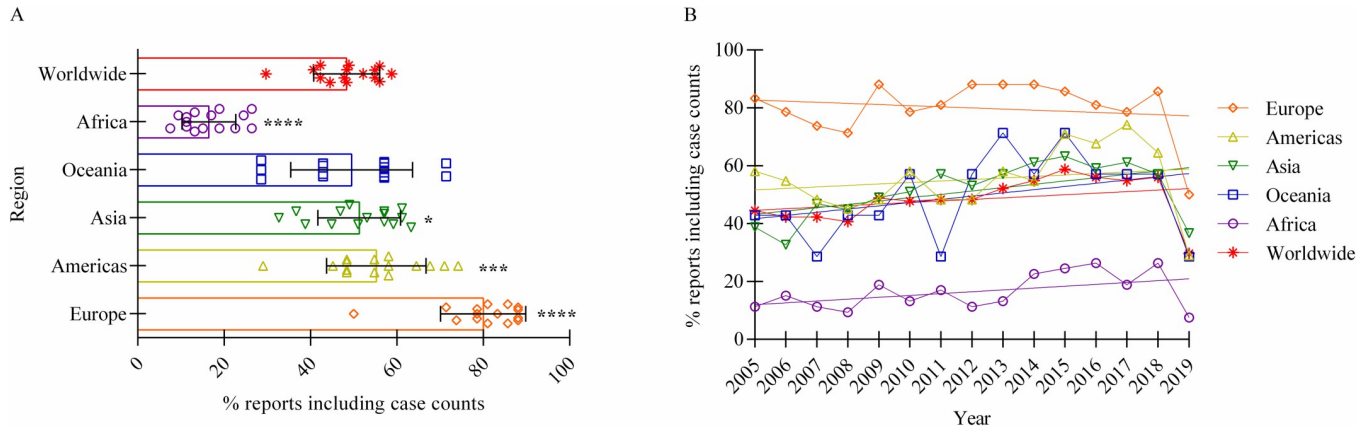 A
Region
Worldwide
Africa
Oceania
Asia
Americas
Europe
****
*
***
****
0
20
40
60
80
100
% reports including case counts
B
% reports including case counts
100
80
60
40
20
0
2005
2006
2007
2008
2009
2010
2011
2012
2013
2014
2015
2016
2017
2018
2019
Year
Europe
Americas
Asia
Oceania
Africa
Worldwide